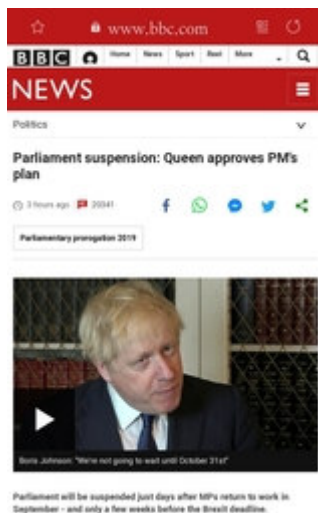 www.bbc.com
BBC Home News Sport Reel More
NEWS
Politics
Parliament suspension: Queen approves PM's
plan
3 hours ago 20341
Parliamentary prorogation 2019
Boris Johnson: "We're not going to wait until October 31st"
Parliament will be suspended just days after MPs return to work in
September - and only a few weeks before the Brexit deadline.